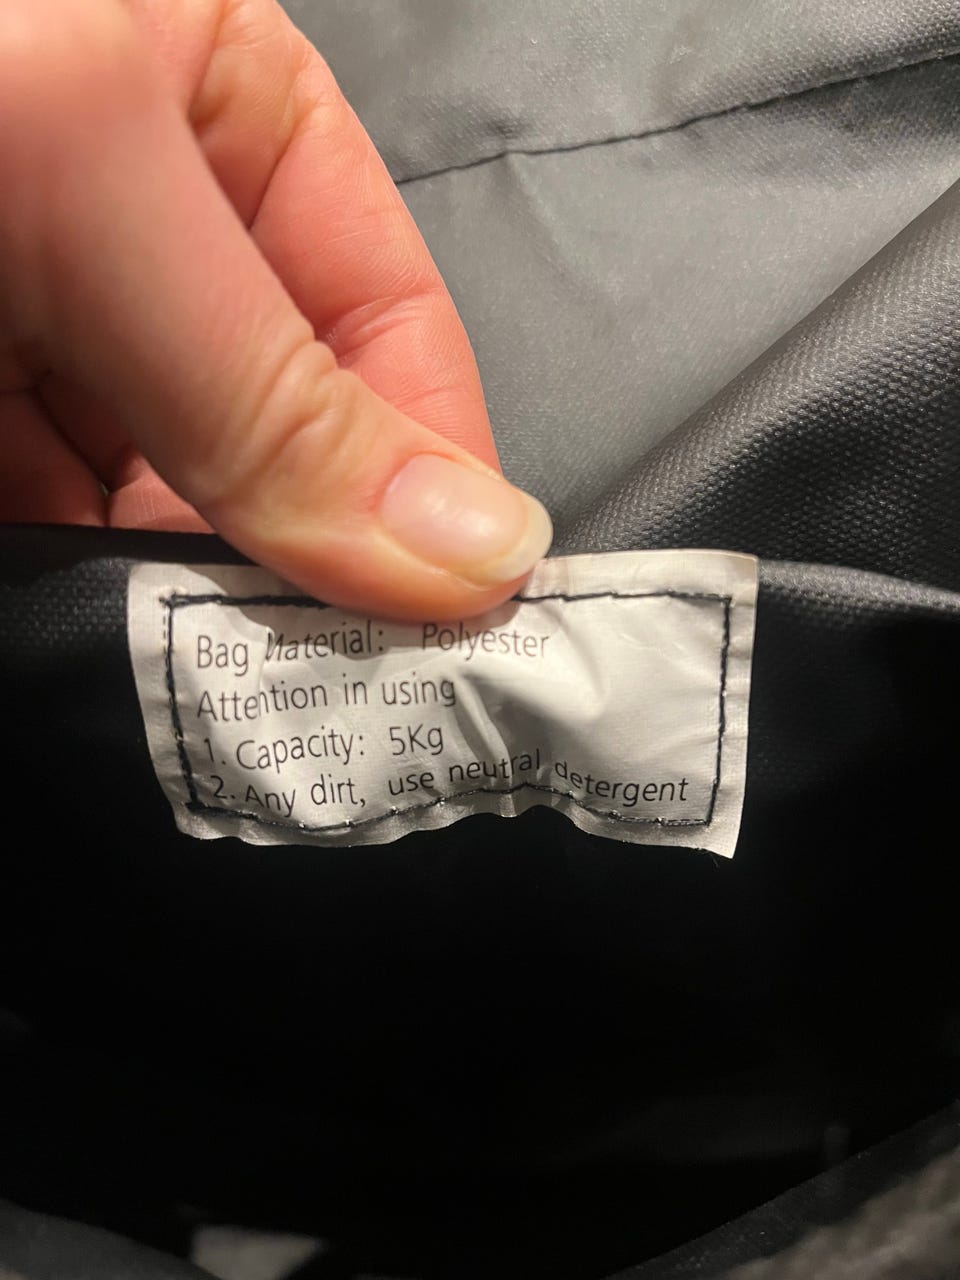 Bag Material: Polyester
Attention in using
1. Capacity: 5Kg
2. Any dirt, use neutral detergent